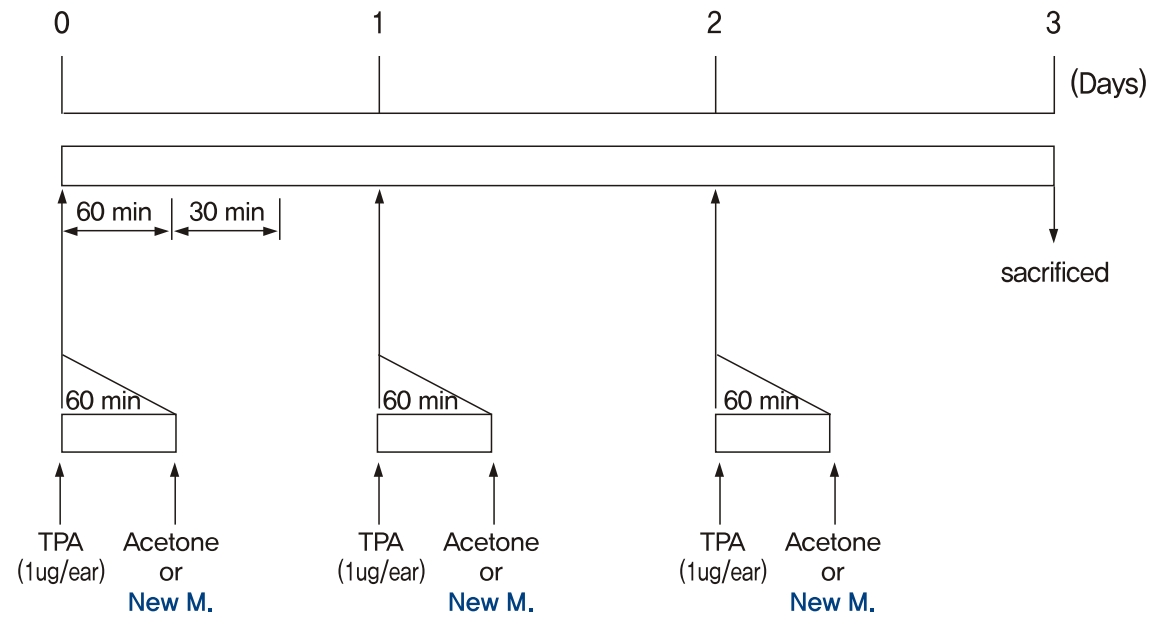 0 1 2 3
(Days)
60 min 30 min
sacrificed
60 min 60 min 60 min
TPA Acetone TPA Acetone TPA Acetone
(1ug/ear) or (1ug/ear) or (1ug/ear) or
New M. New M. New M.